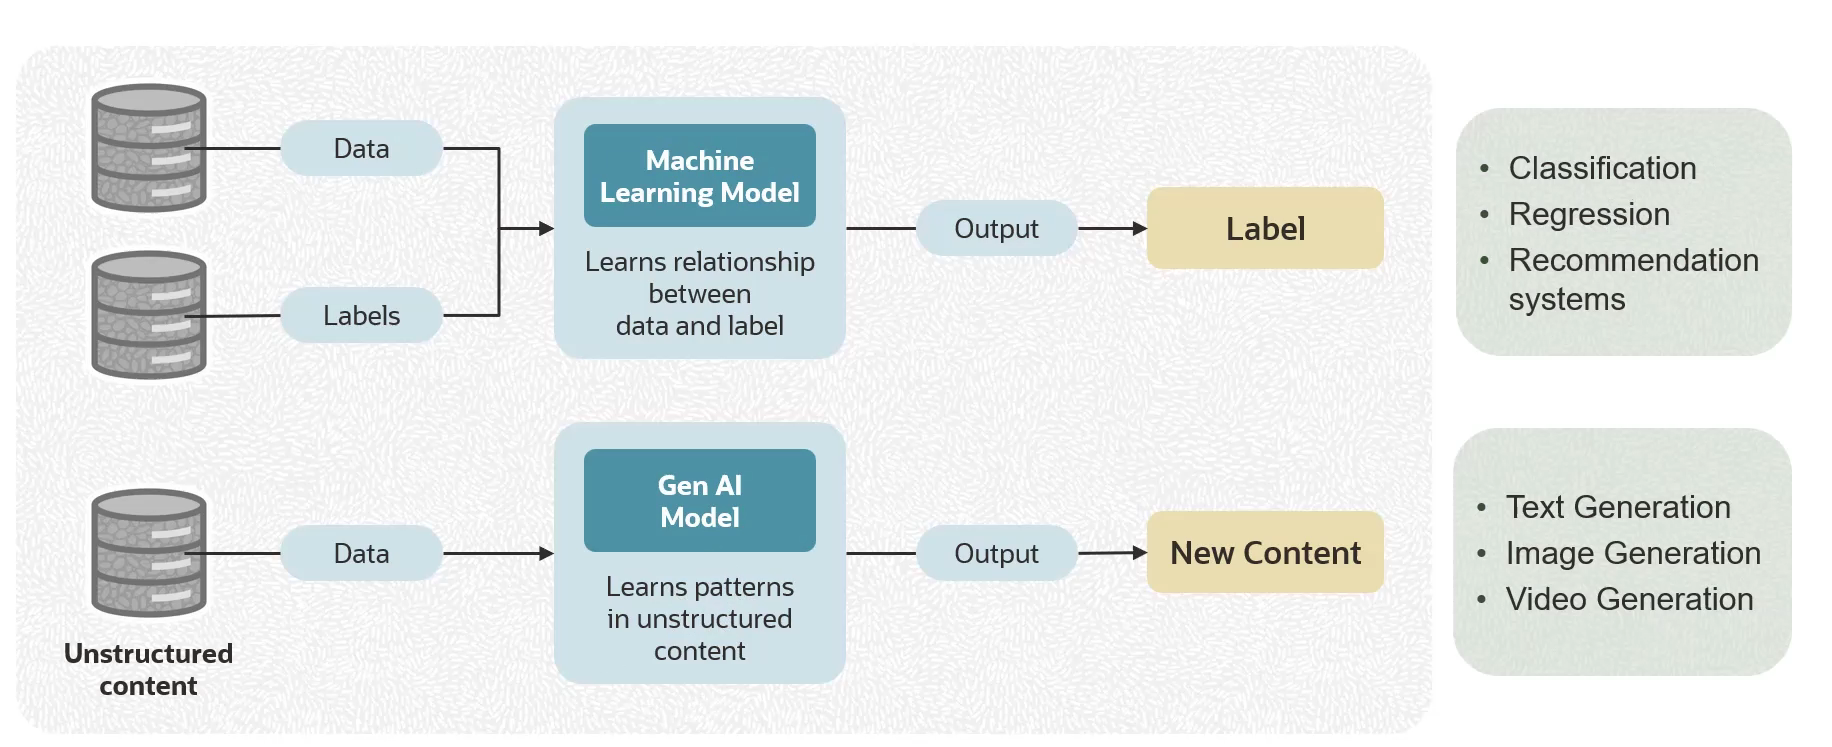 Data
Labels
Machine
Learning Model
Learns relationship
between
data and label
Output
Label
• Classification
• Regression
• Recommendation
systems
Unstructured
content
Data
Gen AI
Model
Learns patterns
in unstructured
content
Output
New Content
• Text Generation
• Image Generation
• Video Generation